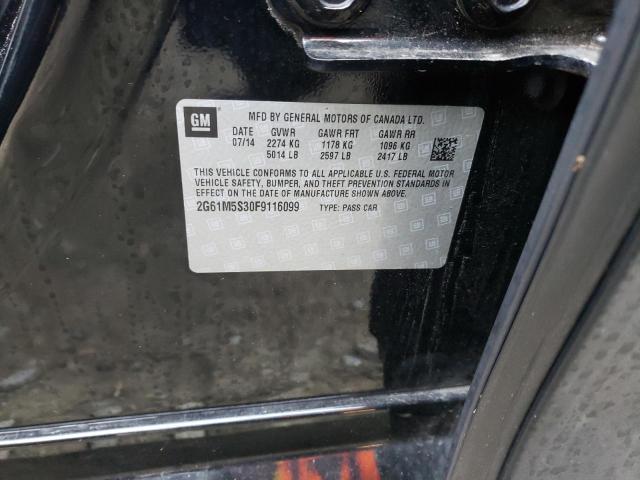 GM
MFD BY GENERAL MOTORS OF CANADA LTD.
DATE GVWR GAWR FRT GAWR RR
07/14 2274 KG 1178 KG 1096 KG
5014 LB 2597 LB 2417 LB
THIS VEHICLE CONFORMS TO ALL APPLICABLE U.S. FEDERAL MOTOR
VEHICLE SAFETY, BUMPER, AND THEFT PREVENTION STANDARDS IN
EFFECT ON THE DATE OF MANUFACTURE SHOWN ABOVE.
2G61M5S30F9116099 TYPE: PASS CAR